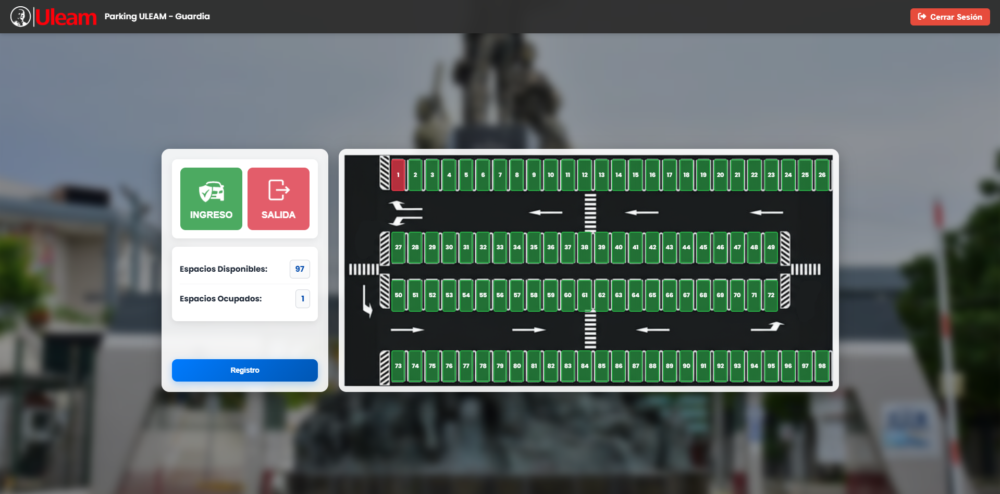 Uleam Parking ULEAM - Guardia
Cerrar Sesión
INGRESO
SALIDA
Espacios Disponibles: 97
Espacios Ocupados: 1
Registro
1 2 3 4 5 6 7 8 9 10 11 12 13 14 15 16 17 18 19 20 21 22 23 24 25 26
27 28 29 30 31 32 33 34 35 36 37 38 39 40 41 42 43 44 45 46 47 48 49
50 51 52 53 54 55 56 57 58 59 60 61 62 63 64 65 66 67 68 69 70 71 72
73 74 75 76 77 78 79 80 81 82 83 84 85 86 87 88 89 90 91 92 93 94 95 96 97 98